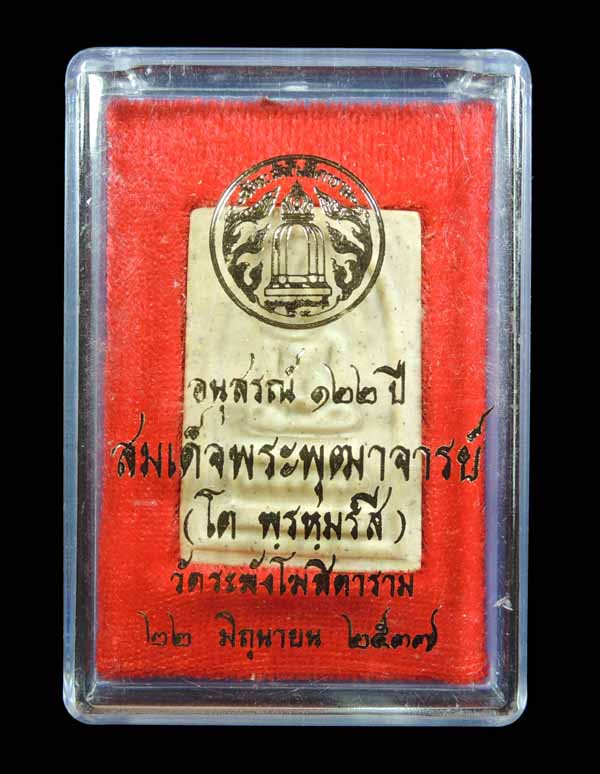 อนุสรณ์ ๑๒๒ ปี
สมเด็จพระพุฒาจารย์
(โต พฺรหฺมรํสี)
วัดระฆังโฆสิตาราม
๒๒ มิถุนายน ๒๕๓๗